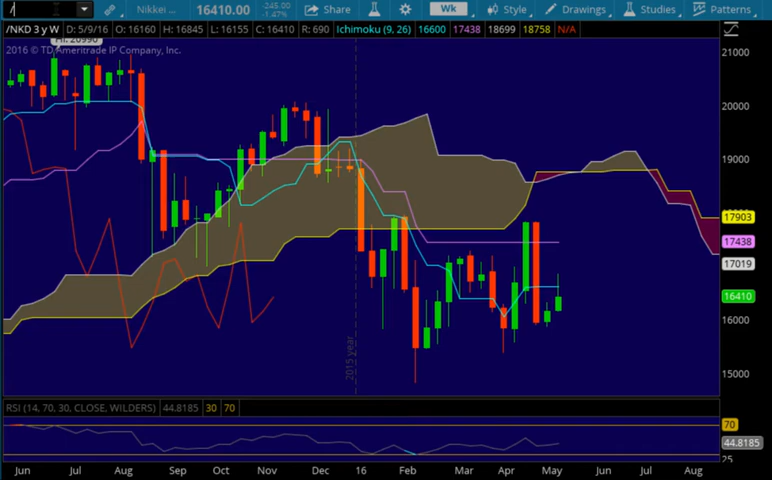 / Nikkei ... 16410.00 -245.00 -1.47% Share Wk Style Drawings Studies Patterns
/NKD 3 y W D: 5/9/16 O: 16160 H: 16845 L: 16155 C: 16410 R: 690 Ichimoku (9, 26) 16600 17438 18699 18758 N/A
2016 © TD Ameritrade IP Company, Inc.
21000
20000
19000
17903
17438
17019
16410
16000
15000
2015 year
RSI (14, 70, 30, CLOSE, WILDERS) 44.8185 30 70
70
44.8185
25
Jun Jul Aug Sep Oct Nov Dec 16 Feb Mar Apr May Jun Jul Aug